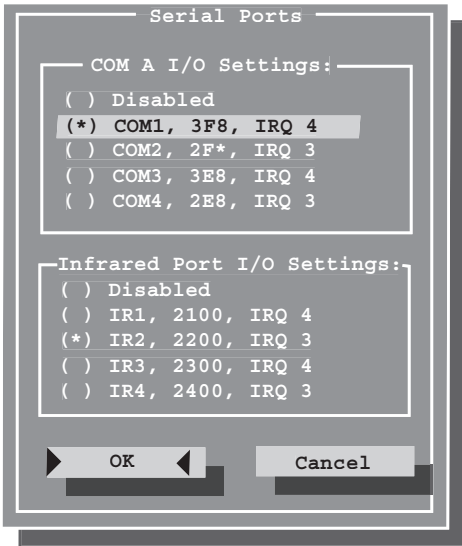 Serial Ports
COM A I/O Settings:
( ) Disabled
(*) COM1, 3F8, IRQ 4
( ) COM2, 2F*, IRQ 3
( ) COM3, 3E8, IRQ 4
( ) COM4, 2E8, IRQ 3
Infrared Port I/O Settings:
( ) Disabled
( ) IR1, 2100, IRQ 4
(*) IR2, 2200, IRQ 3
( ) IR3, 2300, IRQ 4
( ) IR4, 2400, IRQ 3
OK Cancel